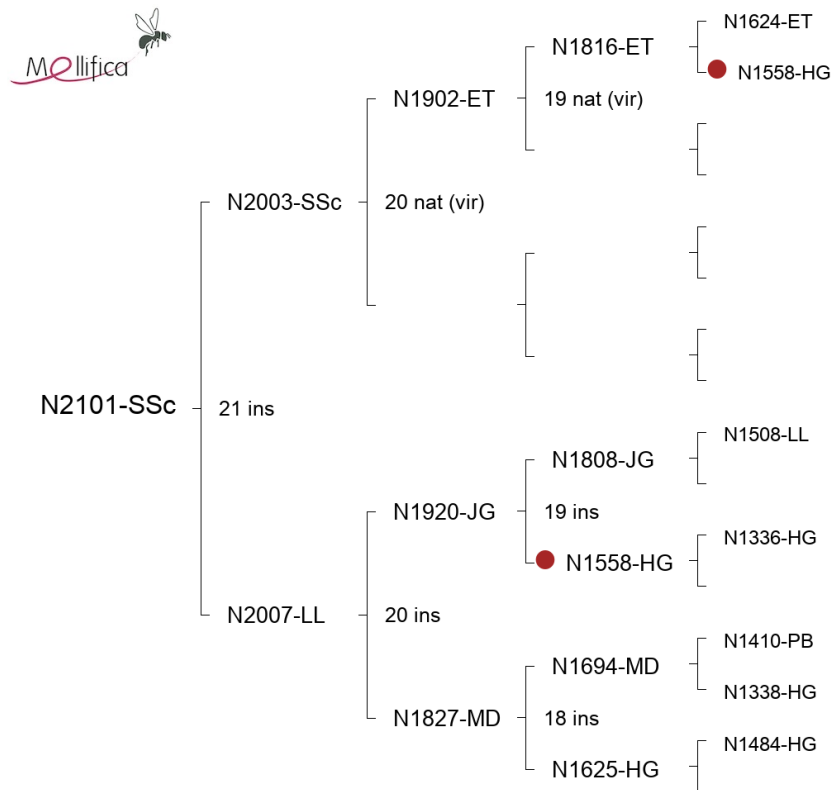 Mellifica
N1624-ET
N1816-ET
N1558-HG
N1902-ET
19 nat (vir)
N2003-SSc
20 nat (vir)
N2101-SSc
21 ins
N1508-LL
N1808-JG
N1920-JG
19 ins
N1336-HG
N1558-HG
N2007-LL
20 ins
N1410-PB
N1694-MD
N1338-HG
N1827-MD
18 ins
N1484-HG
N1625-HG